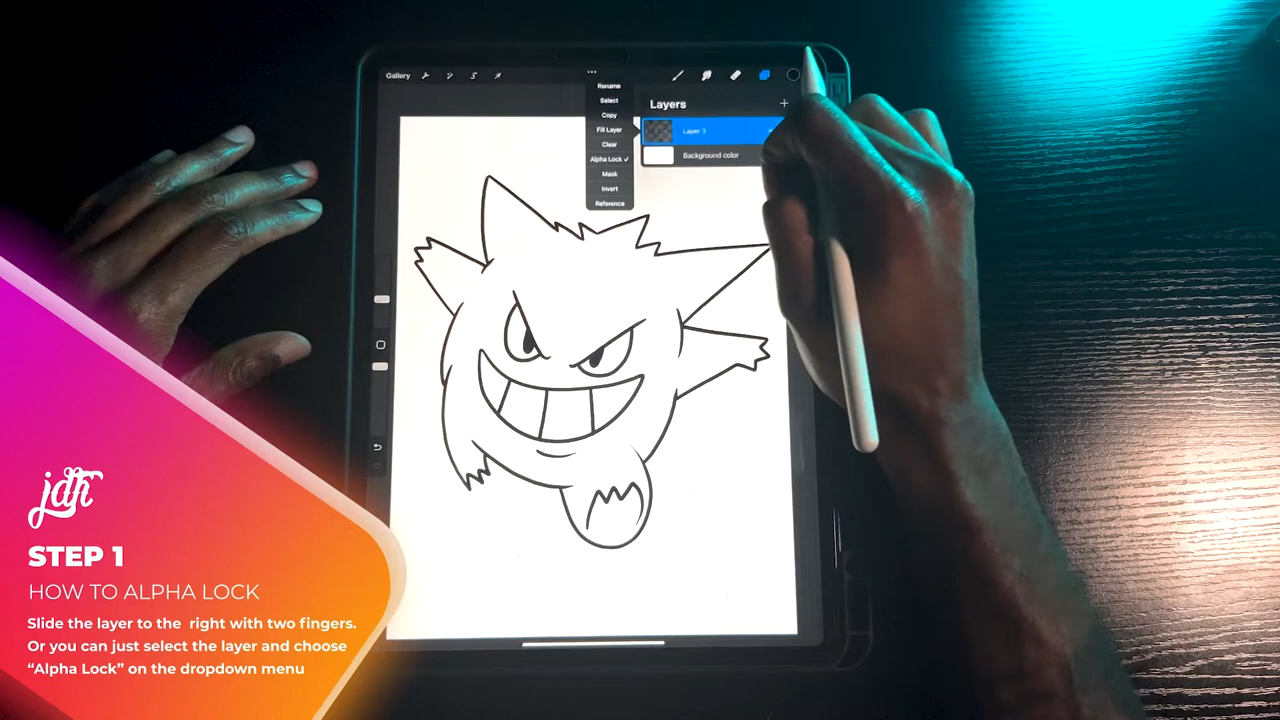 Gallery
Rename
Select
Copy
Fill Layer
Clear
Alpha Lock ✓
Mask
Invert
Reference
Layers
Layer 3
Background color
jdh
STEP 1
HOW TO ALPHA LOCK
Slide the layer to the  right with two fingers.
Or you can just select the layer and choose
“Alpha Lock” on the dropdown menu